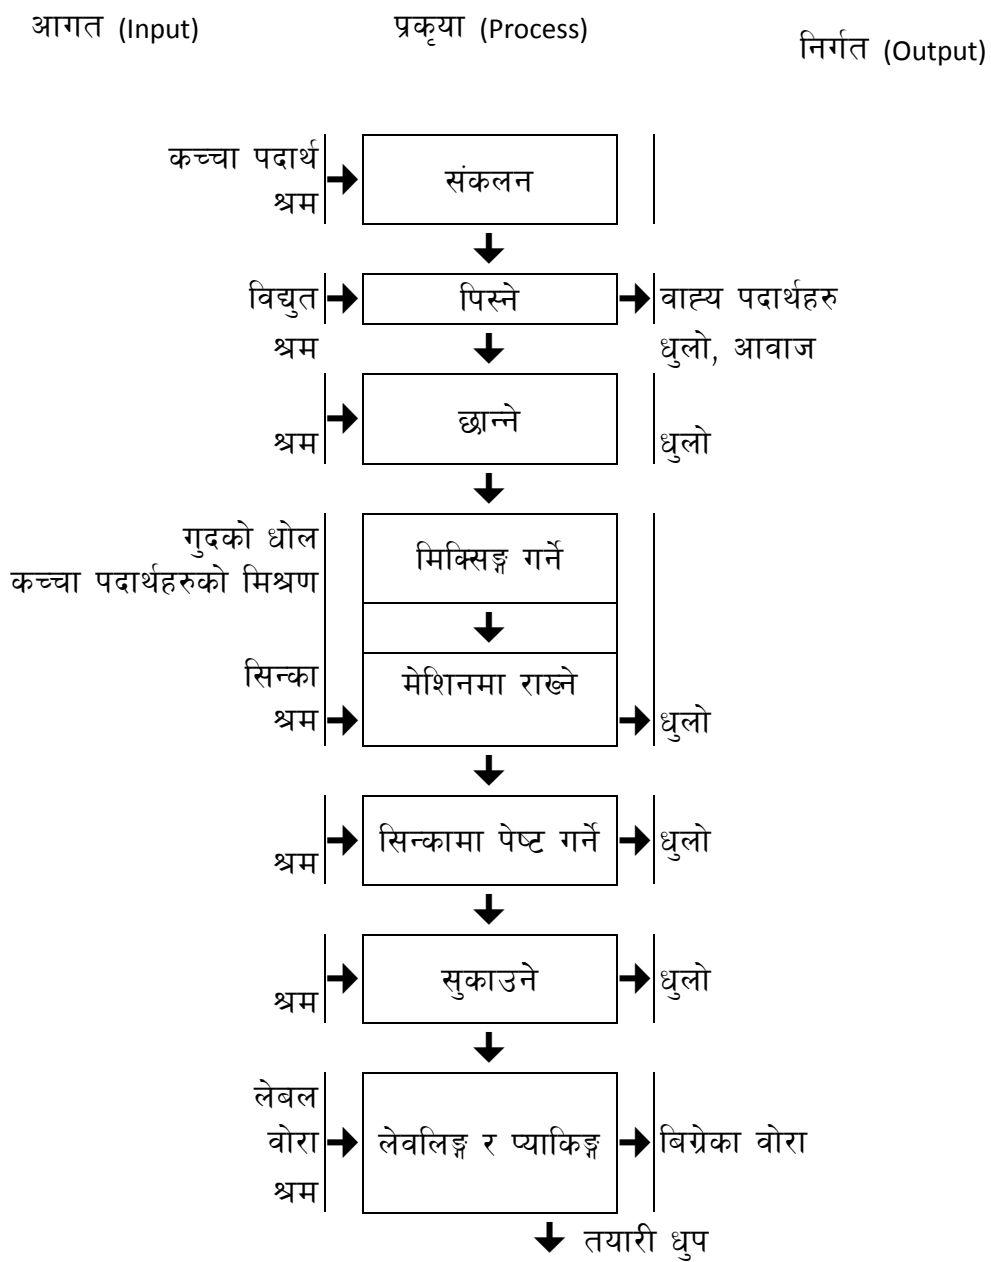 आगत (Input) प्रकृया (Process) निर्गत (Output)
कच्चा पदार्थ
श्रम
संकलन
विद्युत
श्रम
पिस्ने
वाह्य पदार्थहरु
धुलो, आवाज
श्रम
छान्ने
धुलो
गुदको धोल
कच्चा पदार्थहरुको मिश्रण
मिक्सिङ्ग गर्ने
सिन्का
श्रम
मेशिनमा राख्ने
धुलो
श्रम
सिन्कामा पेष्ट गर्ने
धुलो
श्रम
सुकाउने
धुलो
लेबल
वोरा
श्रम
लेवलिङ्ग र प्याकिङ्ग
बिग्रेका वोरा
तयारी धुप